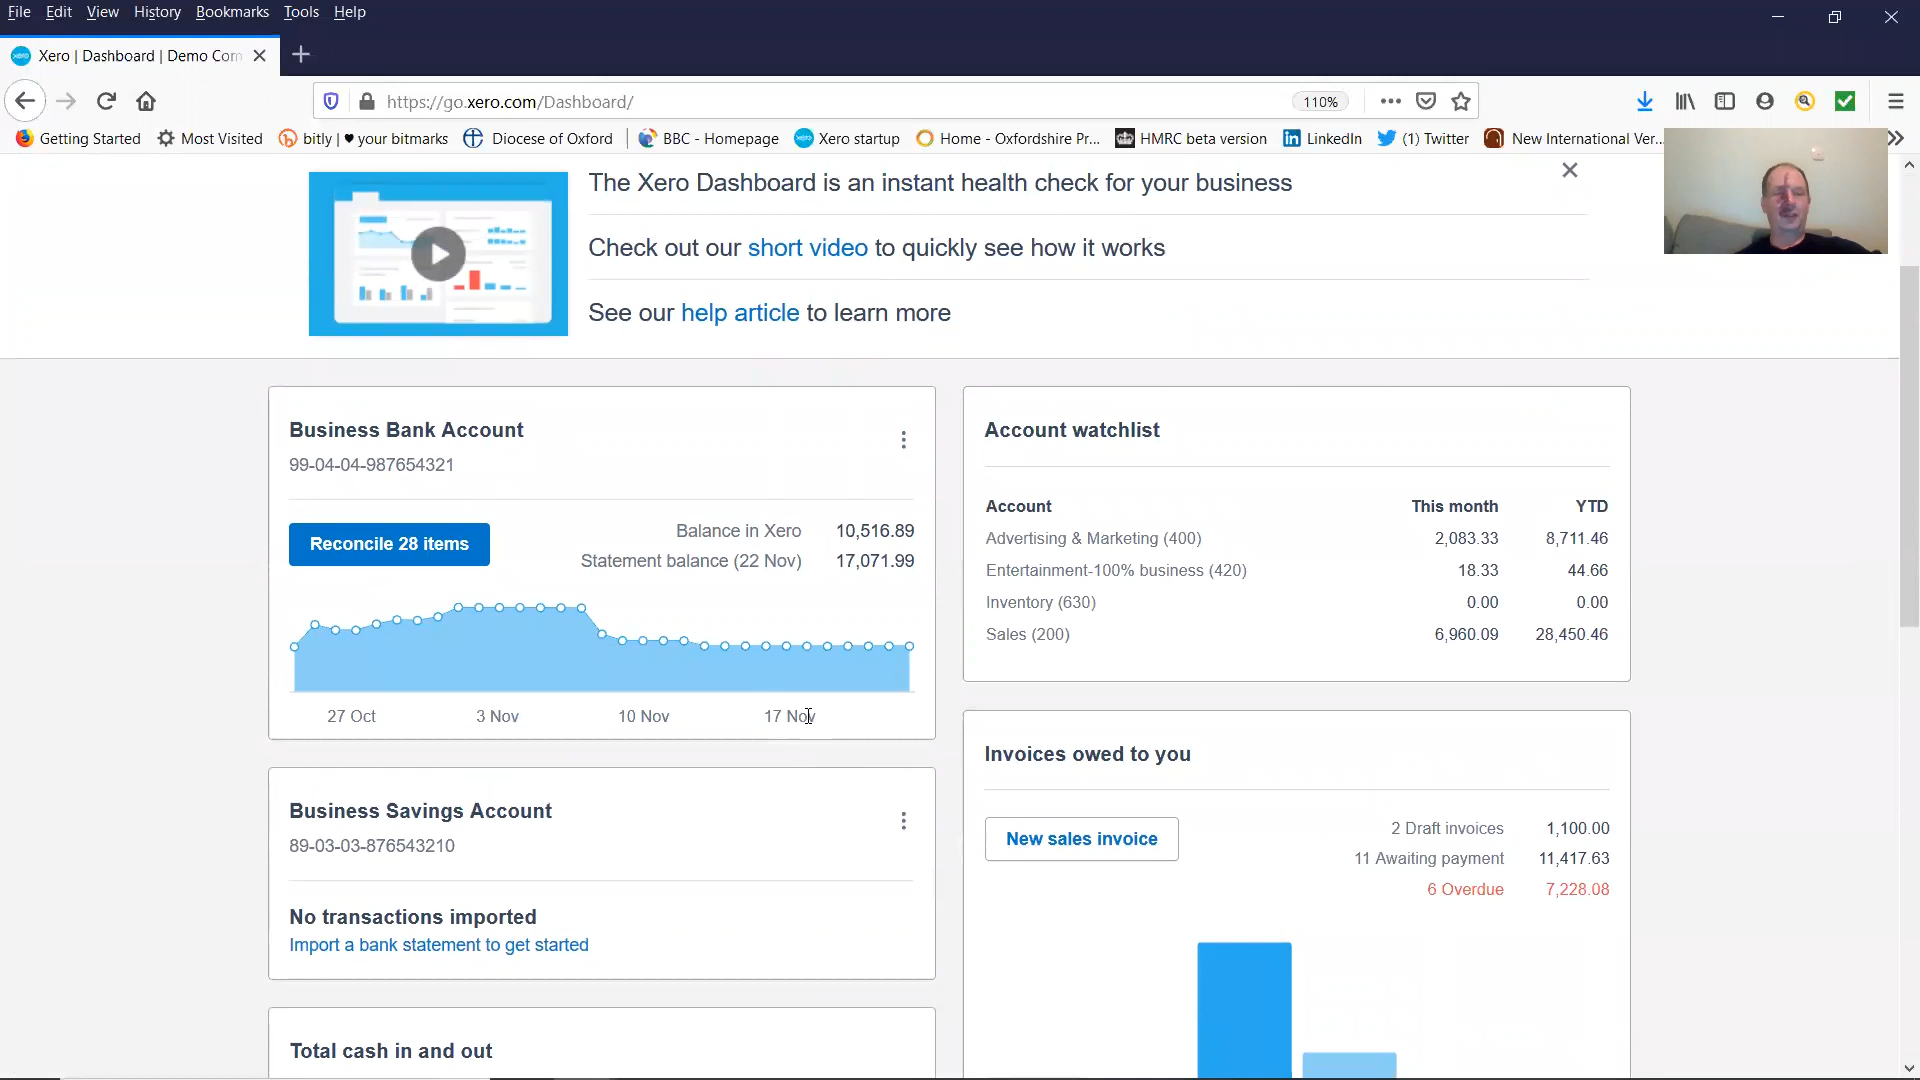 File Edit View History Bookmarks Tools Help
Xero | Dashboard | Demo Com
https://go.xero.com/Dashboard/
110%
Getting Started
Most Visited
bitly | ♥ your bitmarks
Diocese of Oxford
BBC - Homepage
Xero startup
Home - Oxfordshire Pr...
HMRC beta version
LinkedIn
(1) Twitter
New International Ver...
The Xero Dashboard is an instant health check for your business
Check out our short video to quickly see how it works
See our help article to learn more
Business Bank Account
99-04-04-987654321
Reconcile 28 items
Balance in Xero 10,516.89
Statement balance (22 Nov) 17,071.99
27 Oct 3 Nov 10 Nov 17 Nov
Business Savings Account
89-03-03-876543210
No transactions imported
Import a bank statement to get started
Total cash in and out
Account watchlist
Account This month YTD
Advertising & Marketing (400) 2,083.33 8,711.46
Entertainment-100% business (420) 18.33 44.66
Inventory (630) 0.00 0.00
Sales (200) 6,960.09 28,450.46
Invoices owed to you
New sales invoice
2 Draft invoices 1,100.00
11 Awaiting payment 11,417.63
6 Overdue 7,228.08